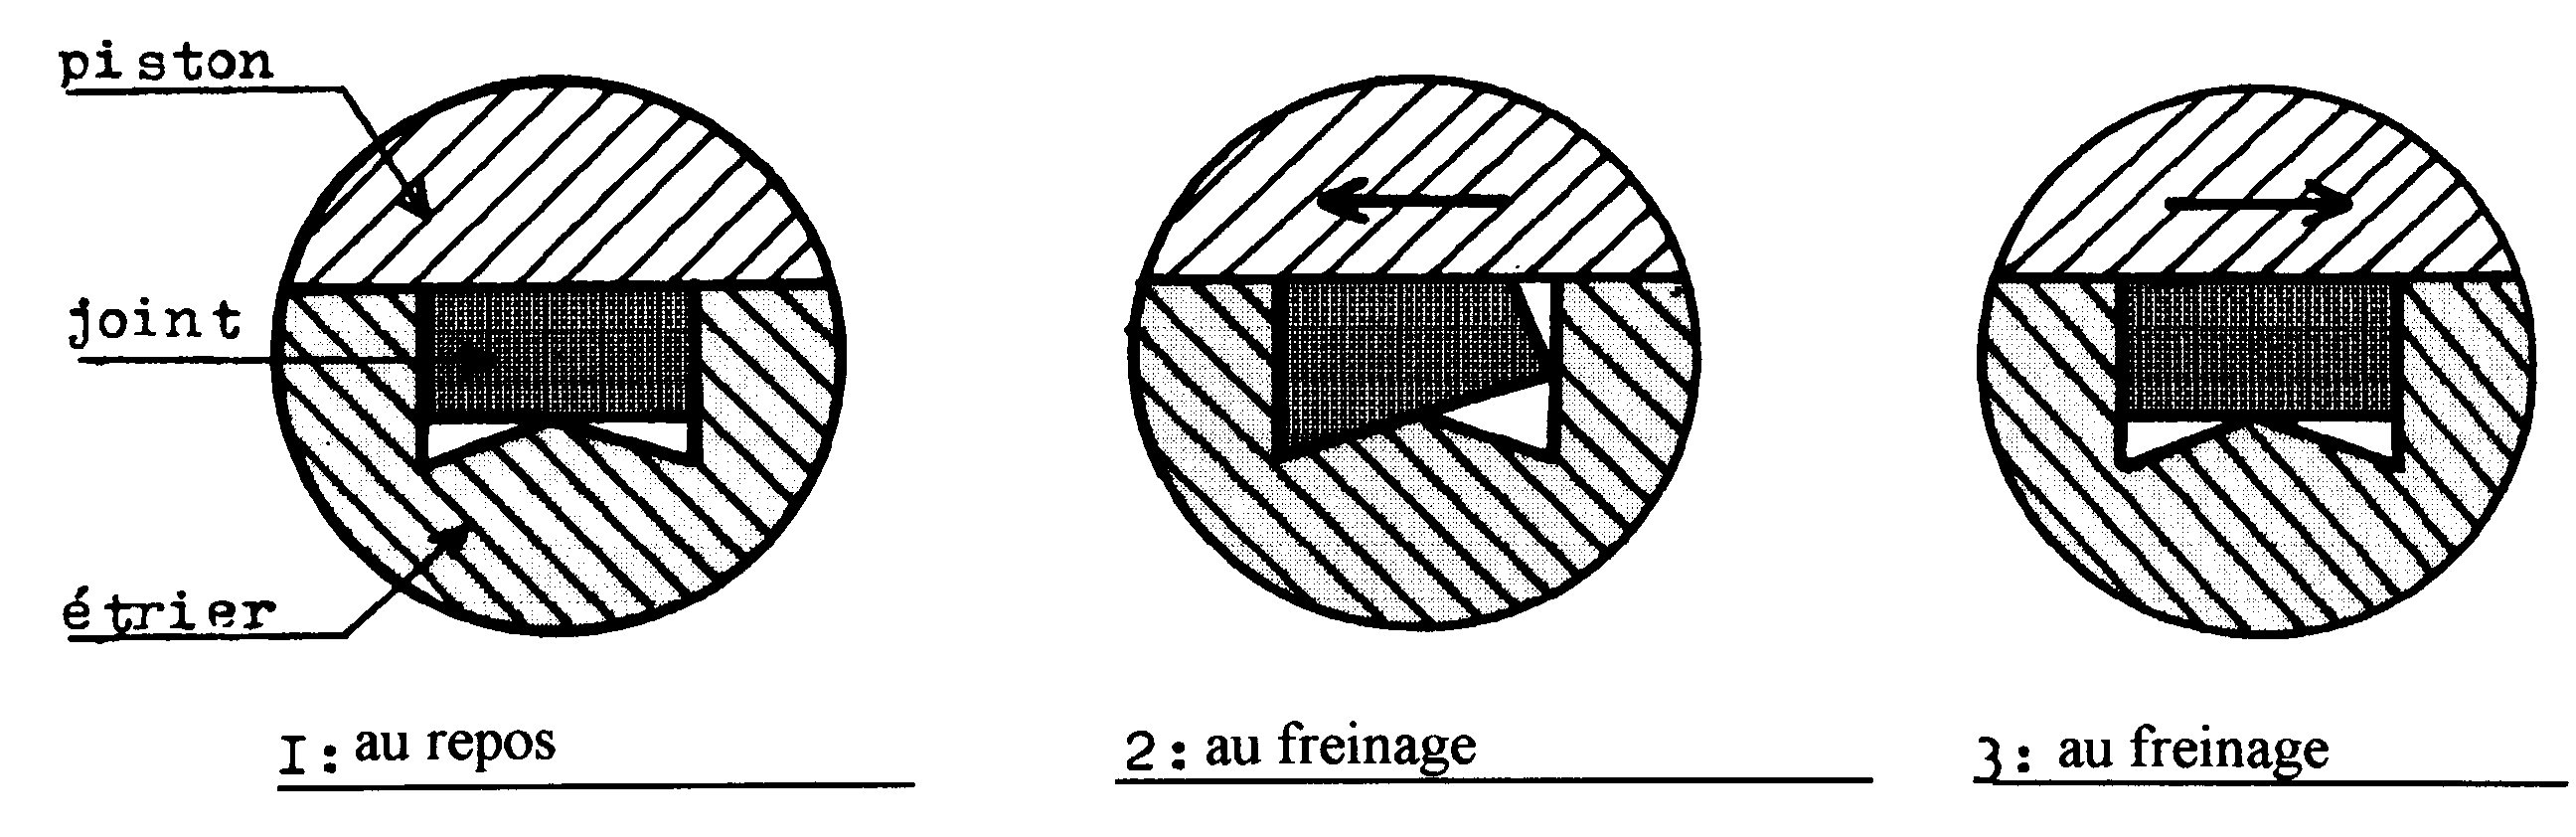 piston
joint
étrier
1: au repos
2: au freinage
3: au freinage